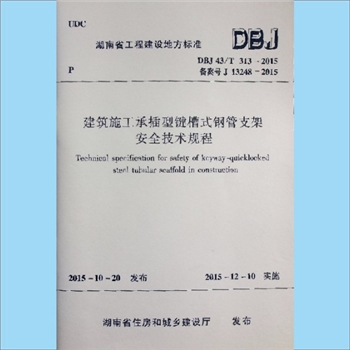 UDC
湖南省工程建设地方标准 DBJ
DBJ 43/T 313-2015
P 备案号 J 13248-2015
建筑施工承插型键槽式钢管支架
安全技术规程
Technical specification for safety of keyway-quicklocked
steel tubular scaffold in construction
2015-10-20 发布 2015-12-10 实施
湖南省住房和城乡建设厅 发布